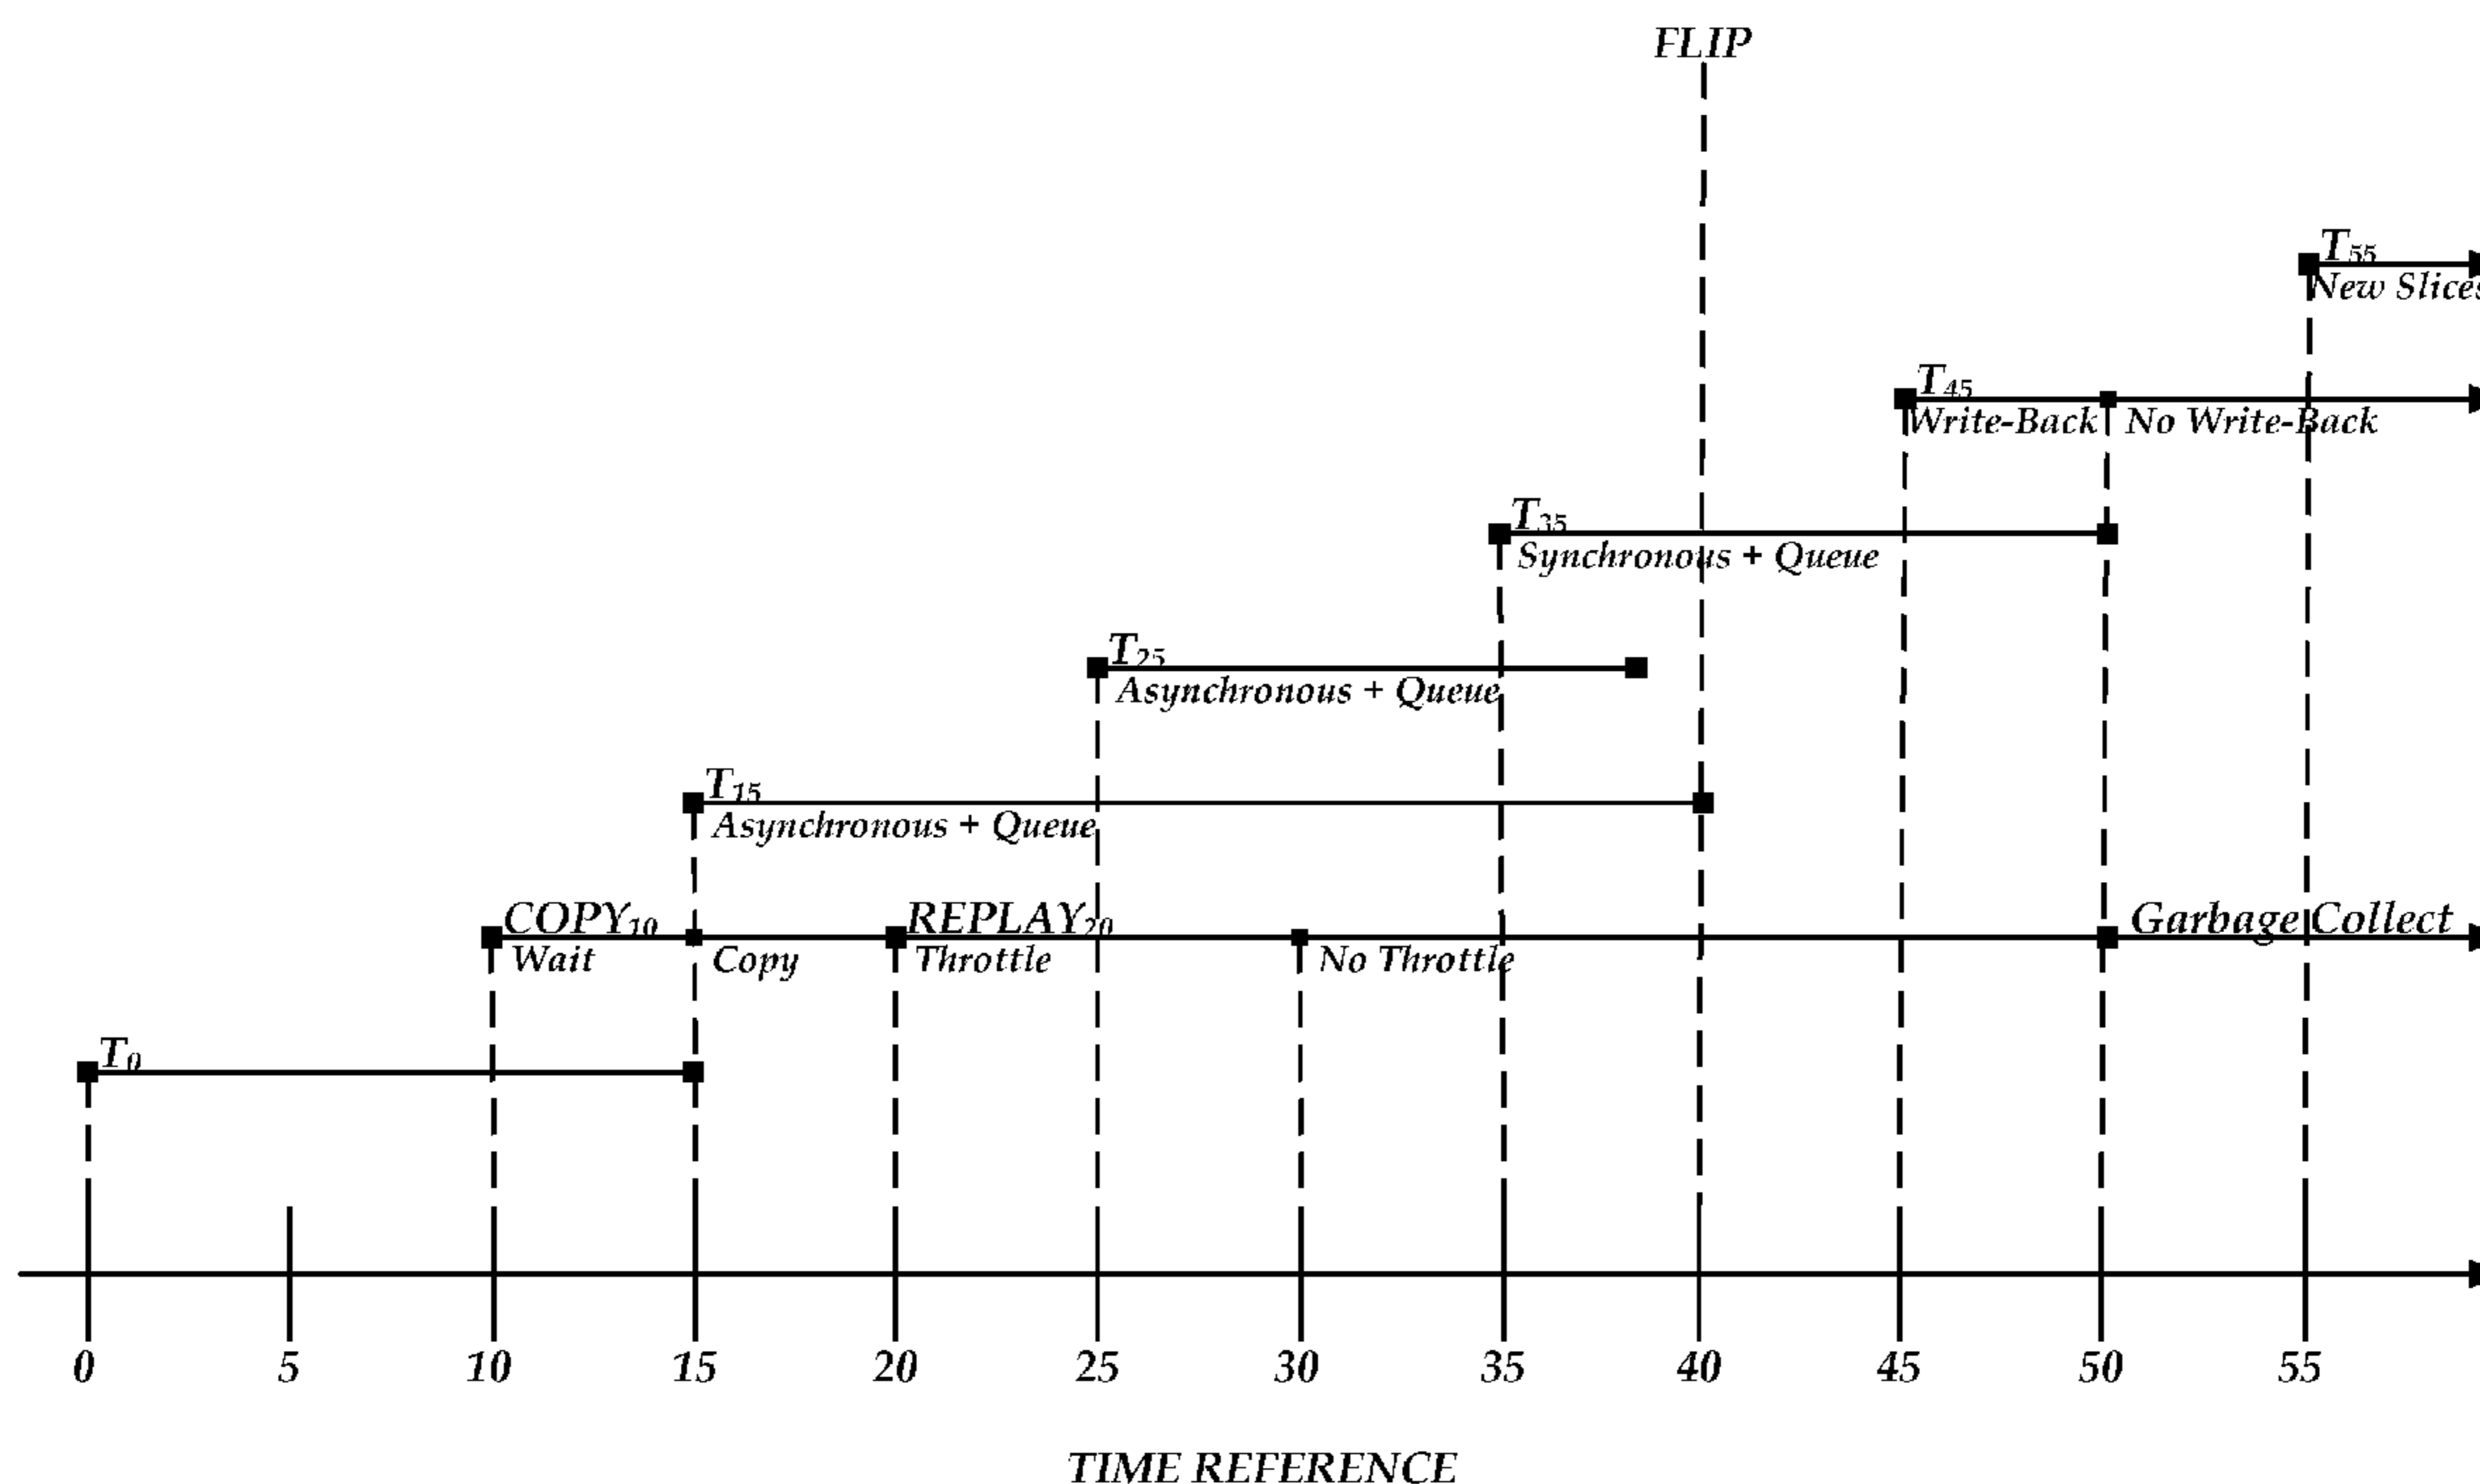 FLIP
T55
New Slices
T45
Write-Back No Write-Back
T35
Synchronous + Queue
T25
Asynchronous + Queue
T15
Asynchronous + Queue
COPY10 REPLAY20 Garbage Collect
Wait Copy Throttle No Throttle
T0
0 5 10 15 20 25 30 35 40 45 50 55
TIME REFERENCE